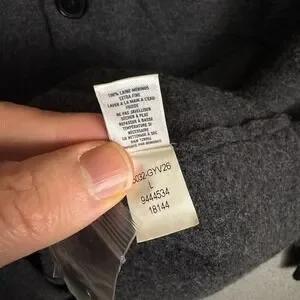 100% LAINE MERINOS
EXTRA FINE
LAVER A LA MAIN A L'EAU
FROIDE
NE PAS JAVELLISER
SECHER A PLAT
REPASSER A BASSE
TEMPERATURE SI
NECESSAIRE
-GYV26
L
9444534
18144